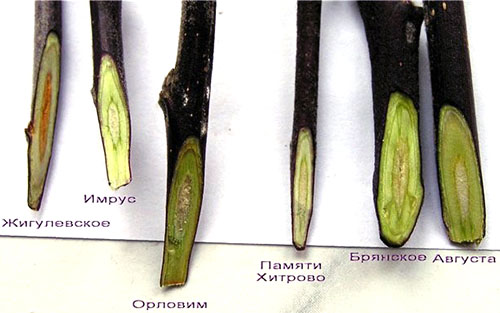 Имрус
Жигулевское
Орловим
Памяти
Хитрово
Брянское
Августа